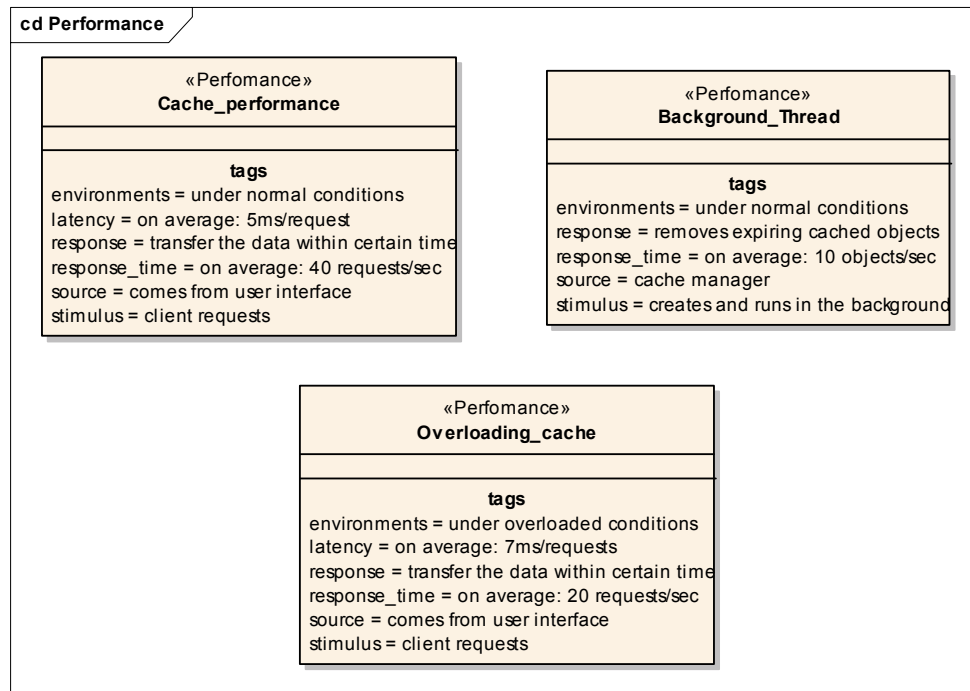 cd Performance
«Perfomance»
Cache_performance
tags
environments = under normal conditions
latency = on average: 5ms/request
response = transfer the data within certain time
response_time = on average: 40 requests/sec
source = comes from user interface
stimulus = client requests
«Perfomance»
Background_Thread
tags
environments = under normal conditions
response = removes expiring cached objects
response_time = on average: 10 objects/sec
source = cache manager
stimulus = creates and runs in the background
«Perfomance»
Overloading_cache
tags
environments = under overloaded conditions
latency = on average: 7ms/requests
response = transfer the data within certain time
response_time = on average: 20 requests/sec
source = comes from user interface
stimulus = client requests